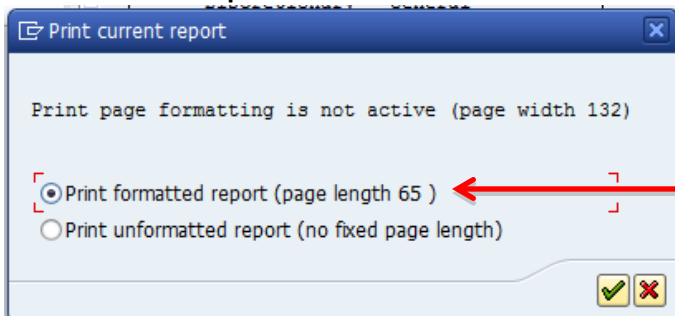 Print current report
Print page formatting is not active (page width 132)
Print formatted report (page length 65 )
Print unformatted report (no fixed page length)